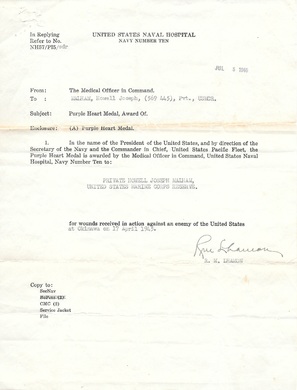 In Replying
Refer to No.
UNITED STATES NAVAL HOSPITAL
NAVY NUMBER TEN
From: The Medical Officer in Command.
To : Howell Joseph, Pvt., USMCR.
Subject: Purple Heart Medal, Award Of.
Enclosure: (A) Purple Heart Medal.
1. In the name of the President of the United States, and by direction of the
Secretary of the Navy and the Commander in Chief, United States Pacific Fleet, the
Purple Heart Medal is awarded by the Medical Officer in Command, United States Naval
Hospital, Navy Number Ten to:
PRIVATE HOWELL JOSEPH
UNITED STATES MARINE CORPS RESERVE.
for wounds received in action against an enemy of the United States
at Okinawa on 17 April 1945.
Copy to:
SecNav
BuPers
CMC
Service Jacket
File